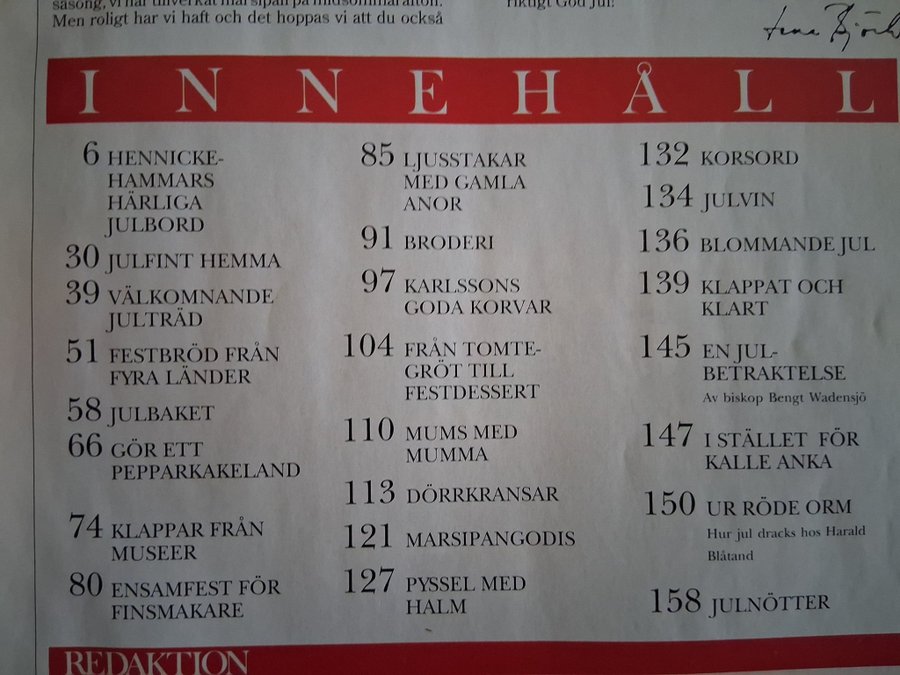 säsong, vi har tillverkat marsipan på midsommarafton.
Men roligt har vi haft och det hoppas vi att du också
riktigt God Jul!
Björk
INNEHÅLL
6 HENNICKE-
HAMMARS
HÄRLIGA
JULBORD
30 JULFINT HEMMA
39 VÄLKOMNANDE
JULTRÄD
51 FESTBRÖD FRÅN
FYRA LÄNDER
58 JULBAKET
66 GÖR ETT
PEPPARKAKELAND
74 KLAPPAR FRÅN
MUSEER
80 ENSAMFEST FÖR
FINSMAKARE
85 LJUSSTAKAR
MED GAMLA
ANOR
91 BRODERI
97 KARLSSONS
GODA KORVAR
104 FRÅN TOMTE-
GRÖT TILL
FESTDESSERT
110 MUMS MED
MUMMA
113 DÖRRKRANSAR
121 MARSIPANGODIS
127 PYSSEL MED
HALM
132 KORSORD
134 JULVIN
136 BLOMMANDE JUL
139 KLAPPAT OCH
KLART
145 EN JUL-
BETRAKTELSE
Av biskop Bengt Wadensjö
147 I STÄLLET FÖR
KALLE ANKA
150 UR RÖDE ORM
Hur jul dracks hos Harald
Blåtand
158 JULNÖTTER
REDAKTION